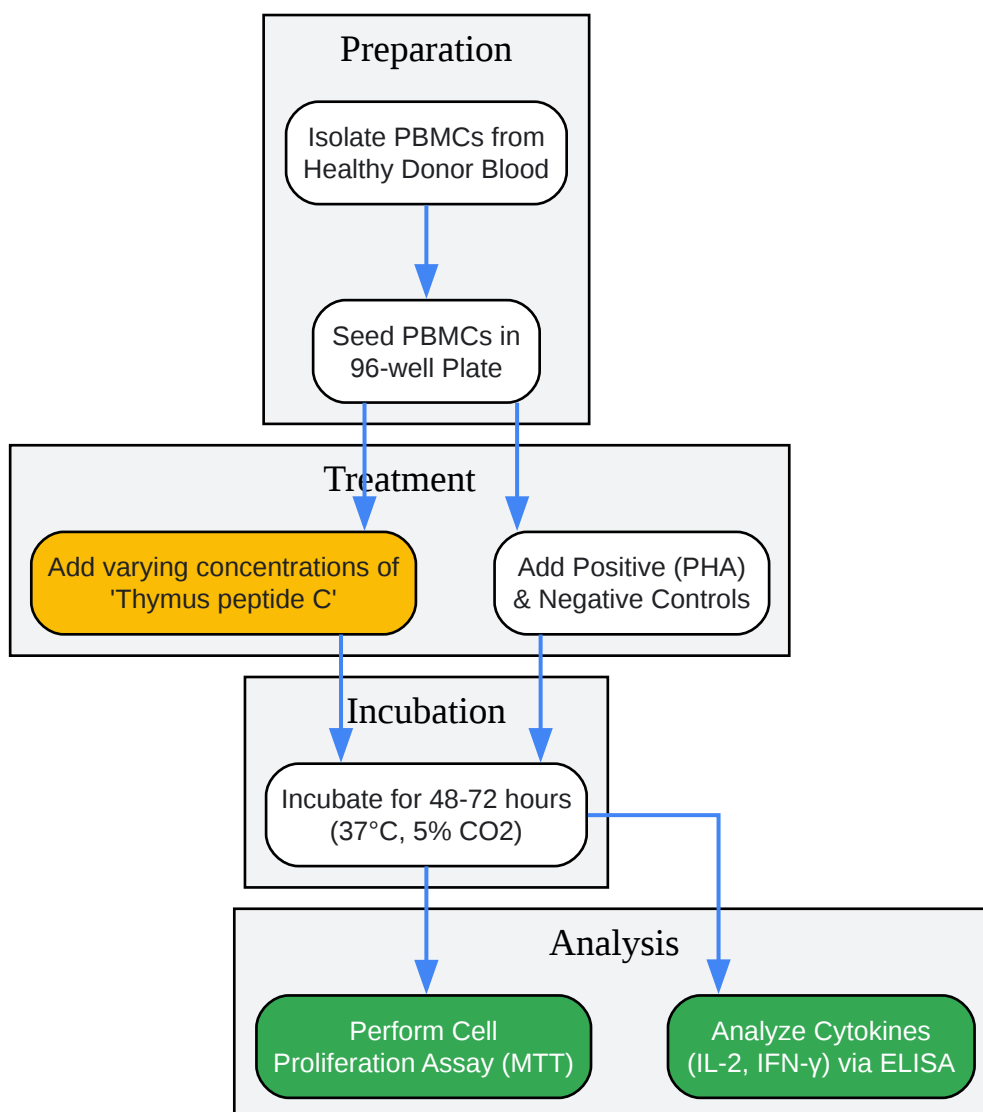 Preparation
Isolate PBMCs from
Healthy Donor Blood
Seed PBMCs in
96-well Plate
Treatment
Add varying concentrations of
'Thymus peptide C'
Add Positive (PHA)
& Negative Controls
Incubation
Incubate for 48-72 hours
(37°C, 5% CO2)
Analysis
Perform Cell
Proliferation Assay (MTT)
Analyze Cytokines
(IL-2, IFN-γ) via ELISA